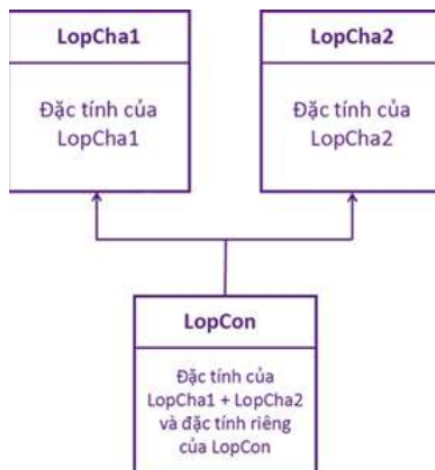 LopCha1
Đặc tính của
LopCha1
LopCha2
Đặc tính của
LopCha2
LopCon
Đặc tính của
LopCha1 + LopCha2
và đặc tính riêng
của LopCon